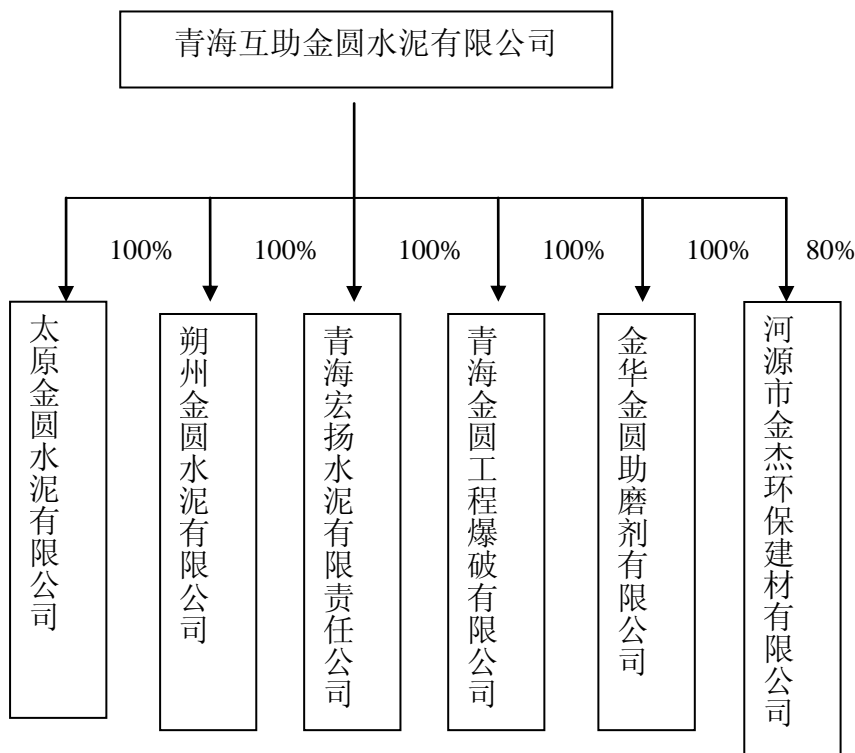 青海互助金圆水泥有限公司
100%
100%
100%
100%
100%
80%
太原金圆水泥有限公司
朔州金圆水泥有限公司
青海宏扬水泥有限责任公司
青海金圆工程爆破有限公司
金华金圆助磨剂有限公司
河源市金杰环保建材有限公司